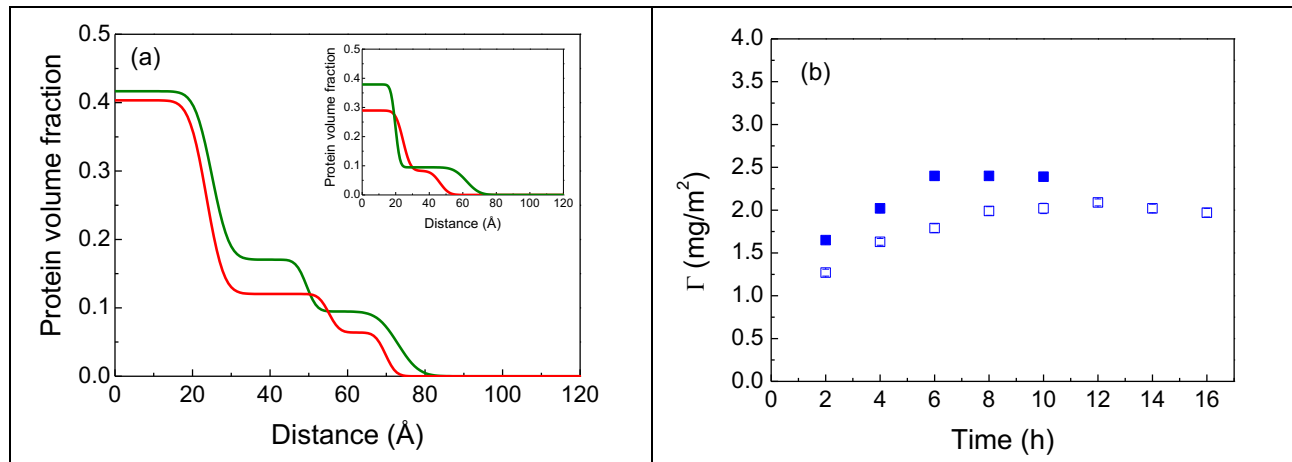 (a)
Protein volume fraction
0.5
0.4
0.3
0.2
0.1
0.0
0 20 40 60 80 100 120
Distance (Å)
Protein volume fraction
0.5
0.4
0.3
0.2
0.1
0.0
0 20 40 60 80 100 120
Distance (Å)
(b)
Γ (mg/m²)
4.0
3.5
3.0
2.5
2.0
1.5
1.0
0.5
0.0
0 2 4 6 8 10 12 14 16
Time (h)